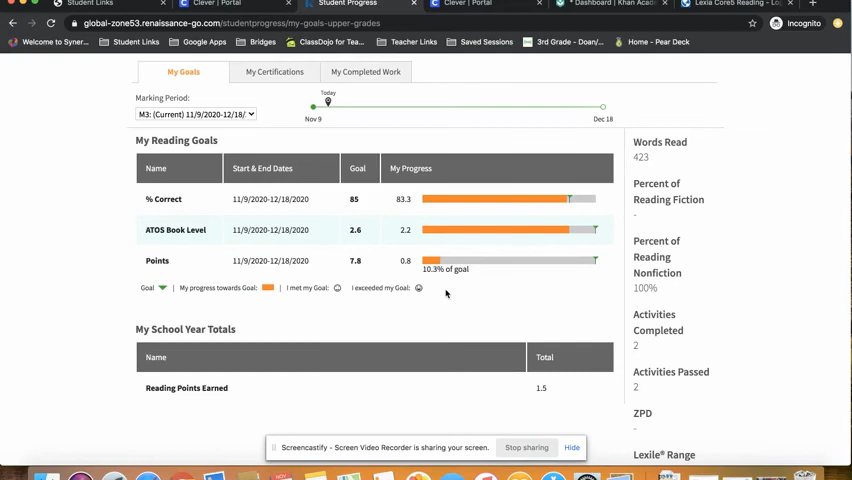 Student Links
Clever | Portal
Student Progress
Clever | Portal
* Dashboard | Khan Acade
Lexia Core5 Reading - Lo
global-zone53.renaissance-go.com/studentprogress/my-goals-upper-grades
Incognito
Welcome to Syner...
Student Links
Google Apps
Bridges
ClassDojo for Tea...
Teacher Links
Saved Sessions
3rd Grade - Doan/...
Home - Pear Deck
My Goals
My Certifications
My Completed Work
Marking Period:
M3: (Current) 11/9/2020-12/18/
Today
Nov 9
Dec 18
My Reading Goals
Name Start & End Dates Goal My Progress
% Correct 11/9/2020-12/18/2020 85 83.3
ATOS Book Level 11/9/2020-12/18/2020 2.6 2.2
Points 11/9/2020-12/18/2020 7.8 0.8
10.3% of goal
Goal | My progress towards Goal: | I met my Goal: I exceeded my Goal:
My School Year Totals
Name Total
Reading Points Earned 1.5
Words Read
423
Percent of
Reading Fiction
-
Percent of
Reading
Nonfiction
100%
Activities
Completed
2
Activities Passed
2
ZPD
-
Lexile® Range
Screencastify - Screen Video Recorder is sharing your screen.
Stop sharing
Hide
NOV